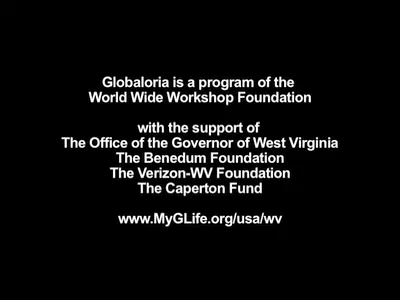 Globaloria is a program of the
World Wide Workshop Foundation
with the support of
The Office of the Governor of West Virginia
The Benedum Foundation
The Verizon-WV Foundation
The Caperton Fund
www.MyGLife.org/usa/wv